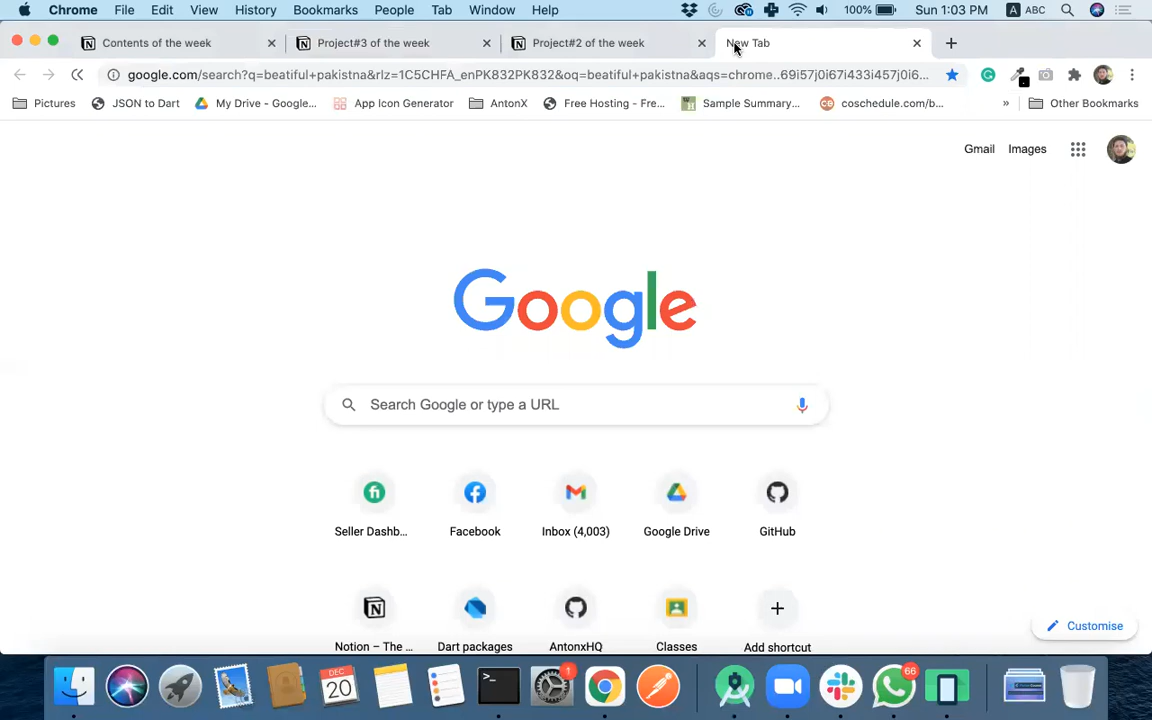 Chrome File Edit View History Bookmarks People Tab Window Help 100% Sun 1:03 PM A ABC
Contents of the week Project#3 of the week Project#2 of the week New Tab
google.com/search?q=beatiful+pakistna&rlz=1C5CHFA_enPK832PK832&oq=beatiful+pakistna&aqs=chrome..69i57j0i67i433i457j0i6...
Pictures JSON to Dart My Drive - Google... App Icon Generator AntonX Free Hosting - Fre... Sample Summary... coschedule.com/b... » Other Bookmarks
Gmail Images
Google
Search Google or type a URL
Seller Dashb... Facebook Inbox (4,003) Google Drive GitHub
Notion – The ... Dart packages AntonxHQ Classes Add shortcut
Customise
DEC
20
1
66